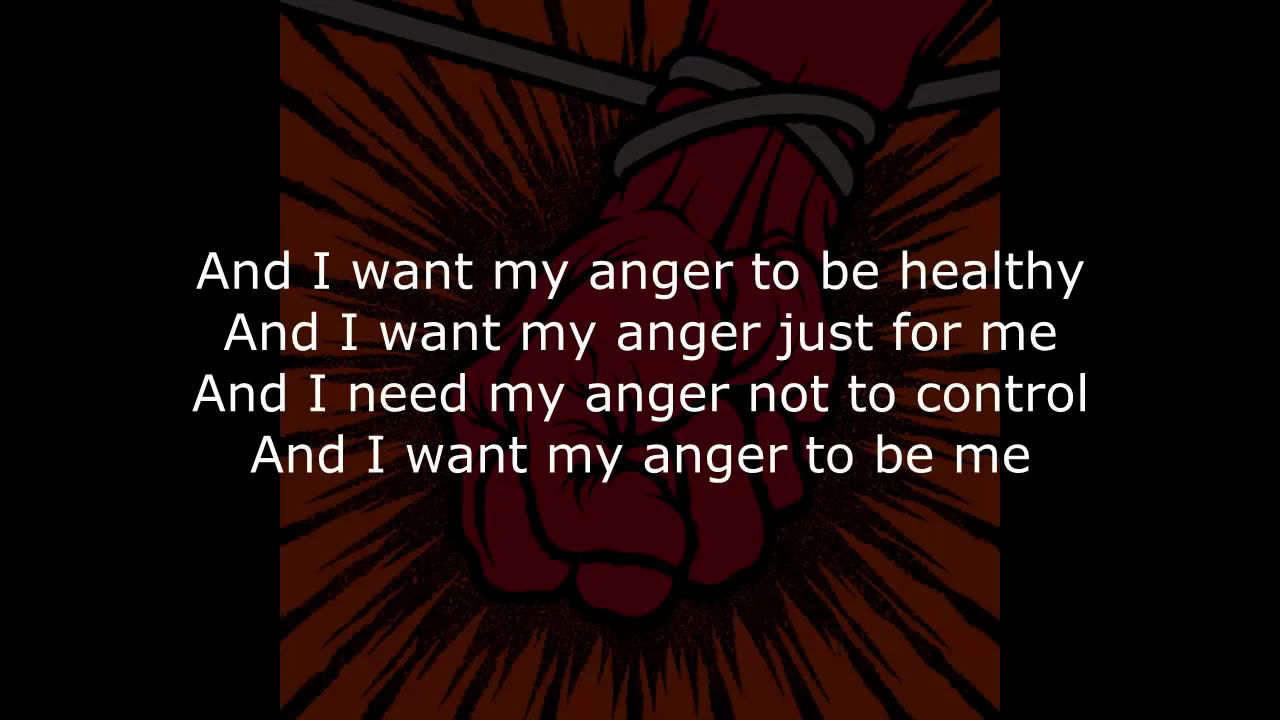 And I want my anger to be healthy
And I want my anger just for me
And I need my anger not to control
And I want my anger to be me